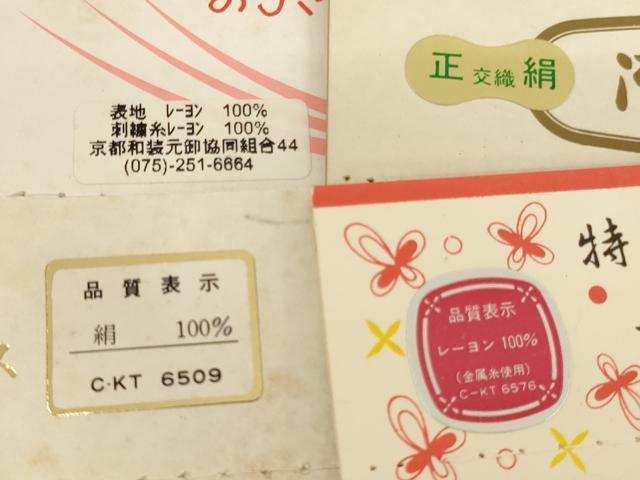 表地 レーヨン 100%
刺繍糸レーヨン 100%
京都和装元卸協同組合44
(075)-251-6664
正 交織 絹
品質表示
絹 100%
C・KT 6509
特
品質表示
レーヨン 100%
(金属糸使用)
C-KT 6576